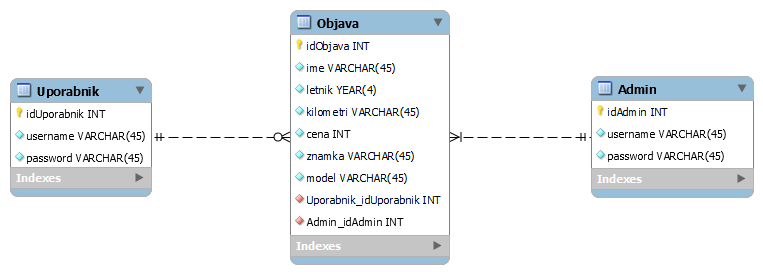 Uporabnik
idUporabnik INT
username VARCHAR(45)
password VARCHAR(45)
Indexes
Objava
idObjava INT
ime VARCHAR(45)
letnik YEAR(4)
kilometri VARCHAR(45)
cena INT
znamka VARCHAR(45)
model VARCHAR(45)
Uporabnik_idUporabnik INT
Admin_idAdmin INT
Indexes
Admin
idAdmin INT
username VARCHAR(45)
password VARCHAR(45)
Indexes